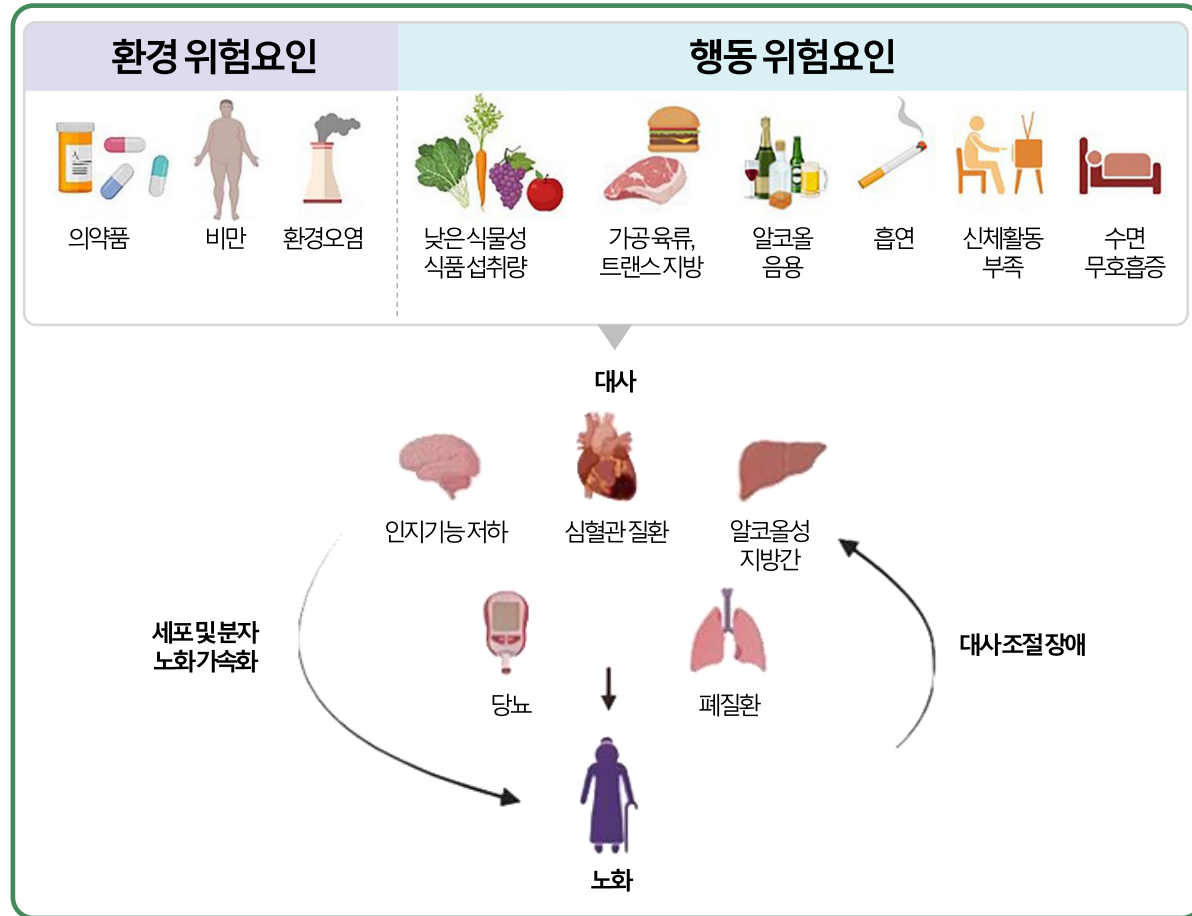 환경 위험요인
행동 위험요인
의약품
비만
환경오염
낮은 식물성
식품 섭취량
가공 육류,
트랜스 지방
알코올
음용
흡연
신체활동
부족
수면
무호흡증
대사
인지기능 저하
심혈관 질환
알코올성
지방간
세포 및 분자
노화 가속화
대사 조절 장애
당뇨
폐질환
노화